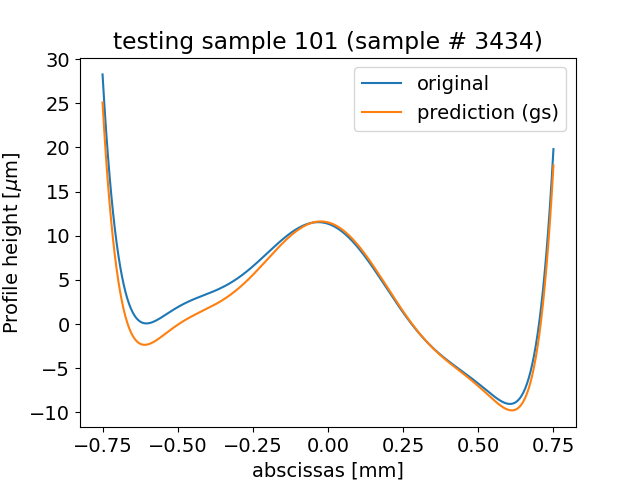 testing sample 101 (sample # 3434)
original
prediction (gs)
Profile height [μm]
30
25
20
15
10
5
0
−5
−10
−0.75 −0.50 −0.25 0.00 0.25 0.50 0.75
abscissas [mm]